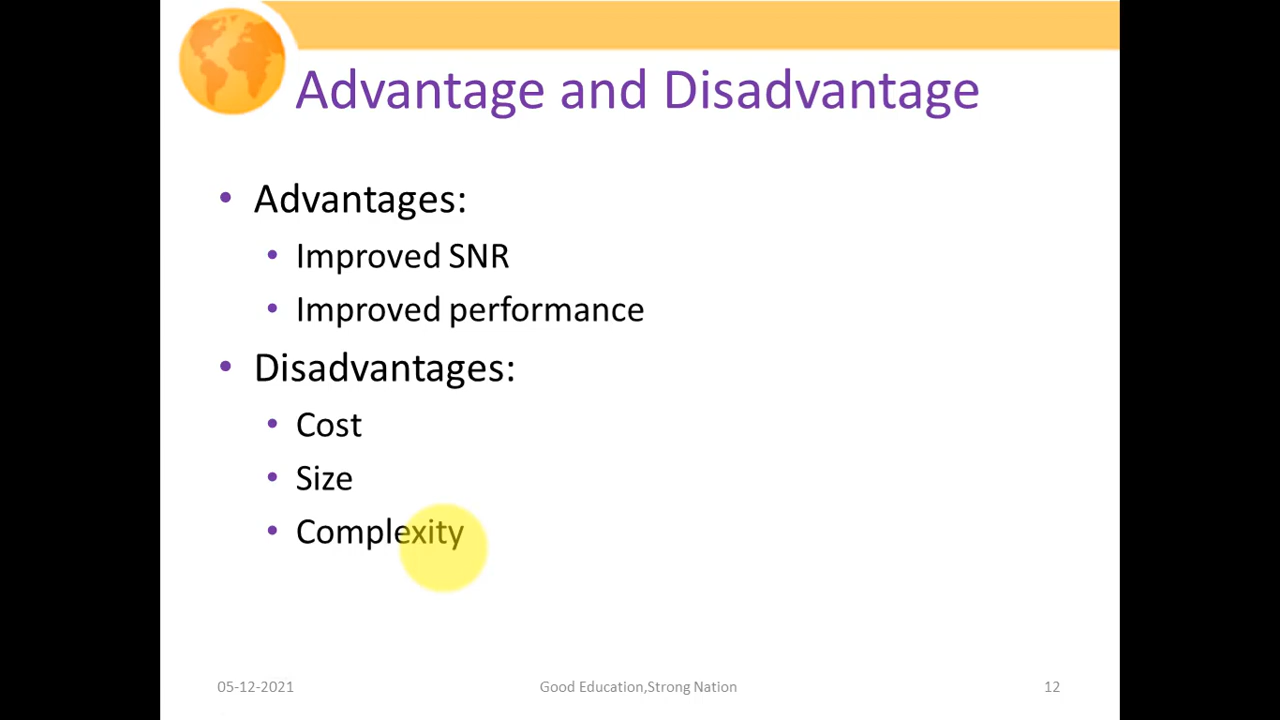 Advantage and Disadvantage
• Advantages:
• Improved SNR
• Improved performance
• Disadvantages:
• Cost
• Size
• Complexity
05-12-2021 Good Education,Strong Nation 12